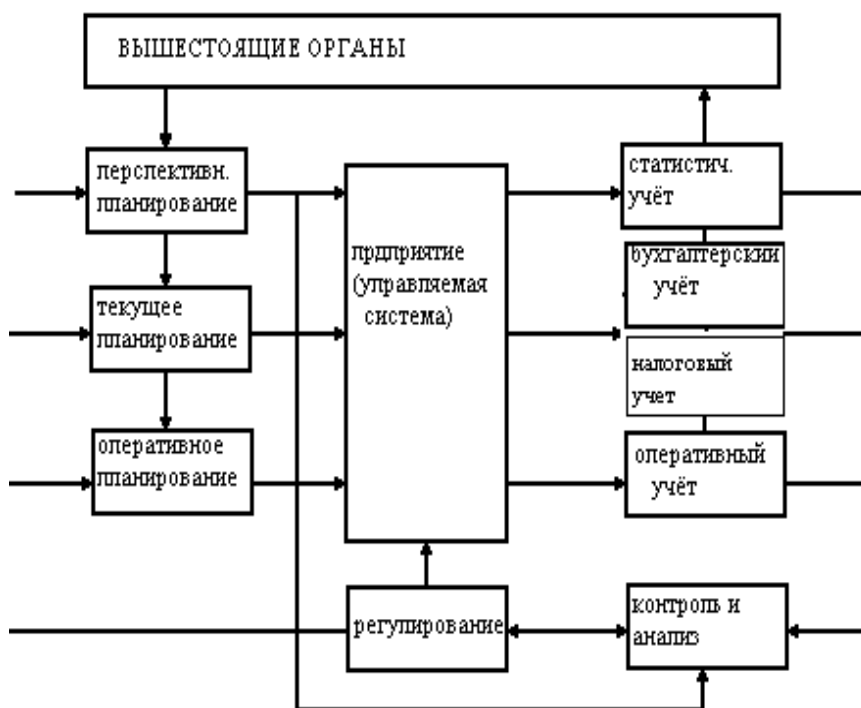 ВЫШЕСТОЯЩИЕ ОРГАНЫ
перспективн.
планирование
текущее
планирование
оперативное
планирование
прдприятие
(управляемая
система)
статистич.
учёт
бухгалтерский
учёт
налоговый
учет
оперативный
учёт
регулирование
контроль и
анализ